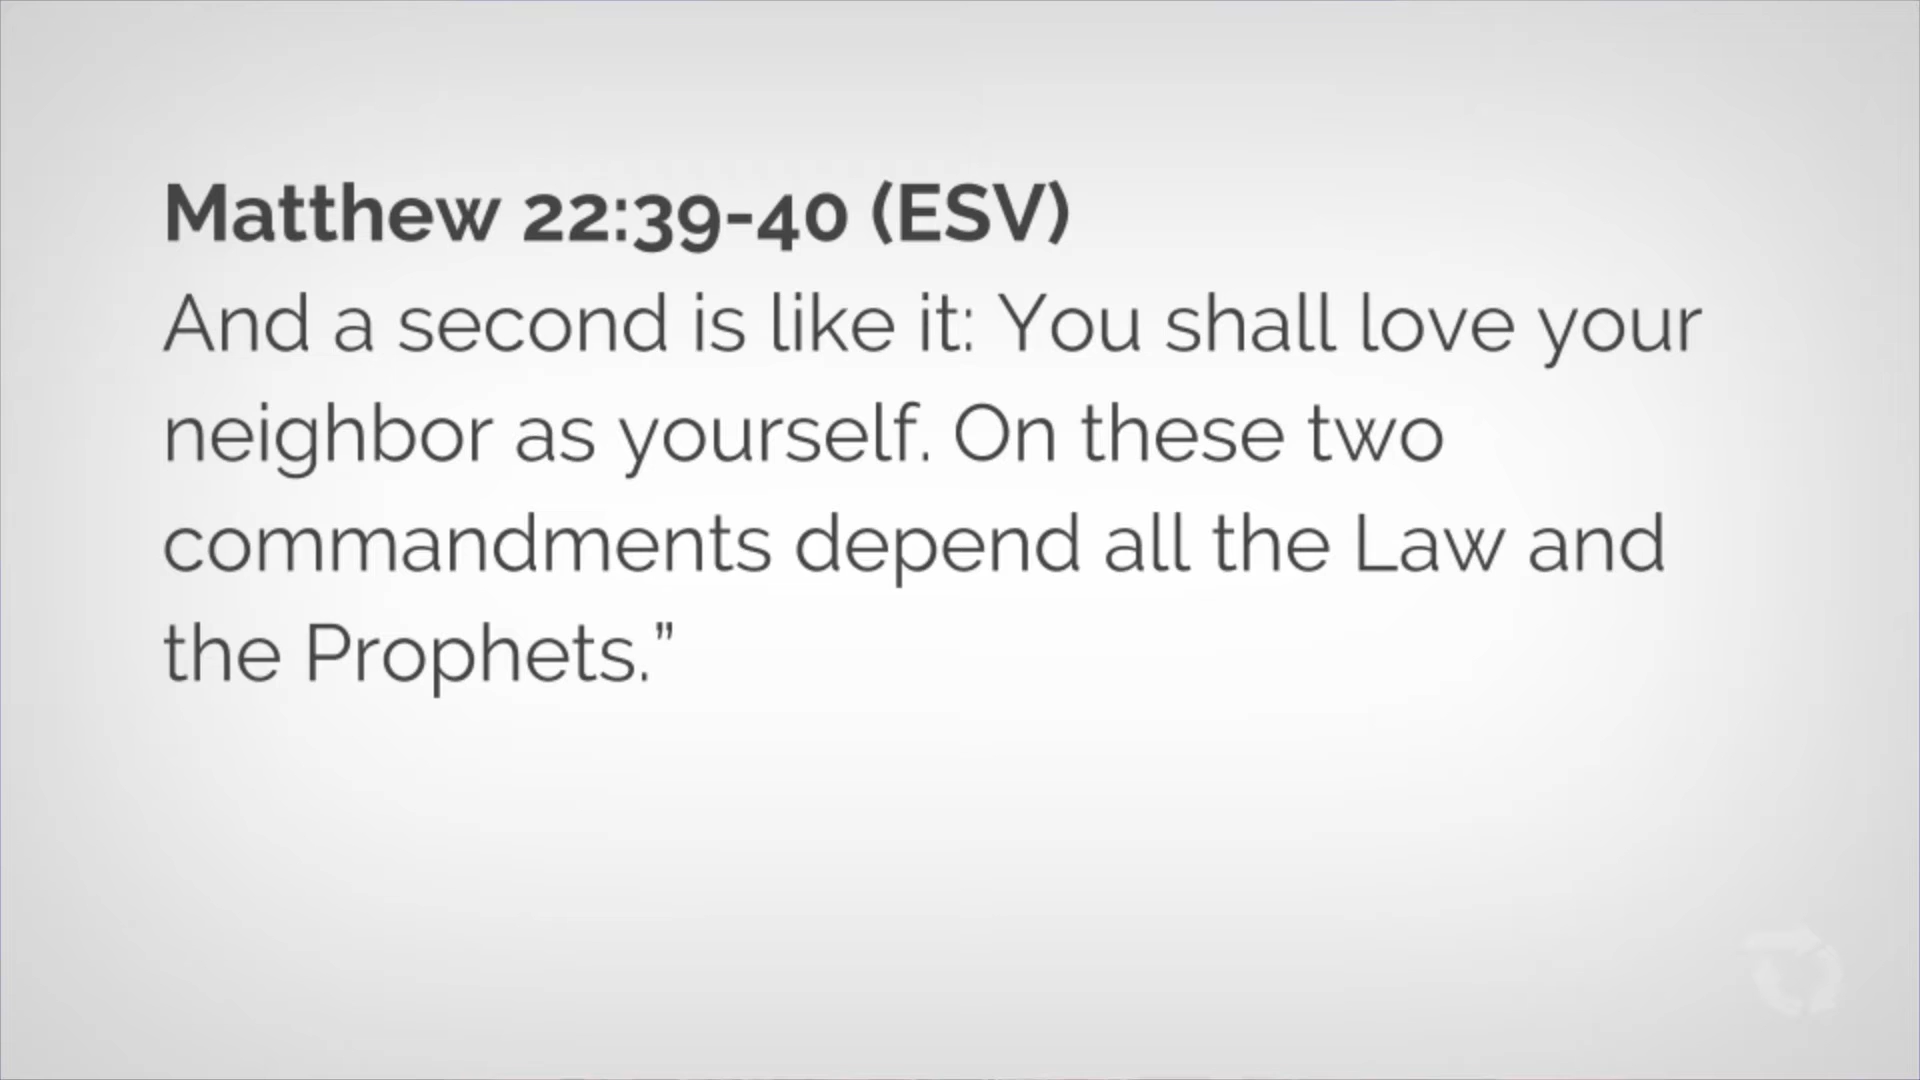 Matthew 22:39-40 (ESV)
And a second is like it: You shall love your
neighbor as yourself. On these two
commandments depend all the Law and
the Prophets.”